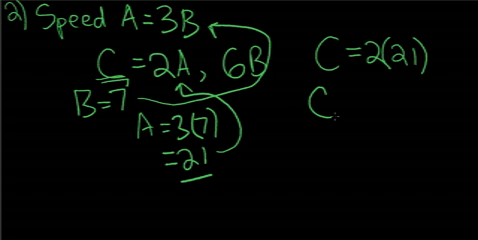 2) Speed A=3B
C=2A, 6B
B=7
A=3(7)
=21
C=2(21)
C